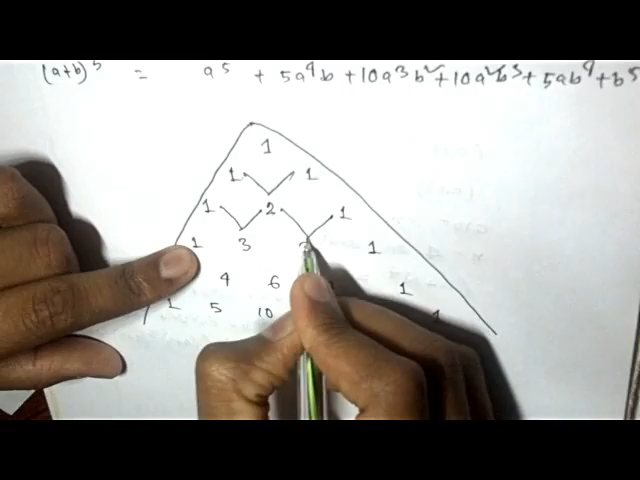 (a+b)⁵ = a⁵ + 5a⁴b + 10a³b² + 10a²b³ + 5ab⁴ + b⁵
1
1 1
1 2 1
1 3 3 1
4 6 1
1 5 10 1